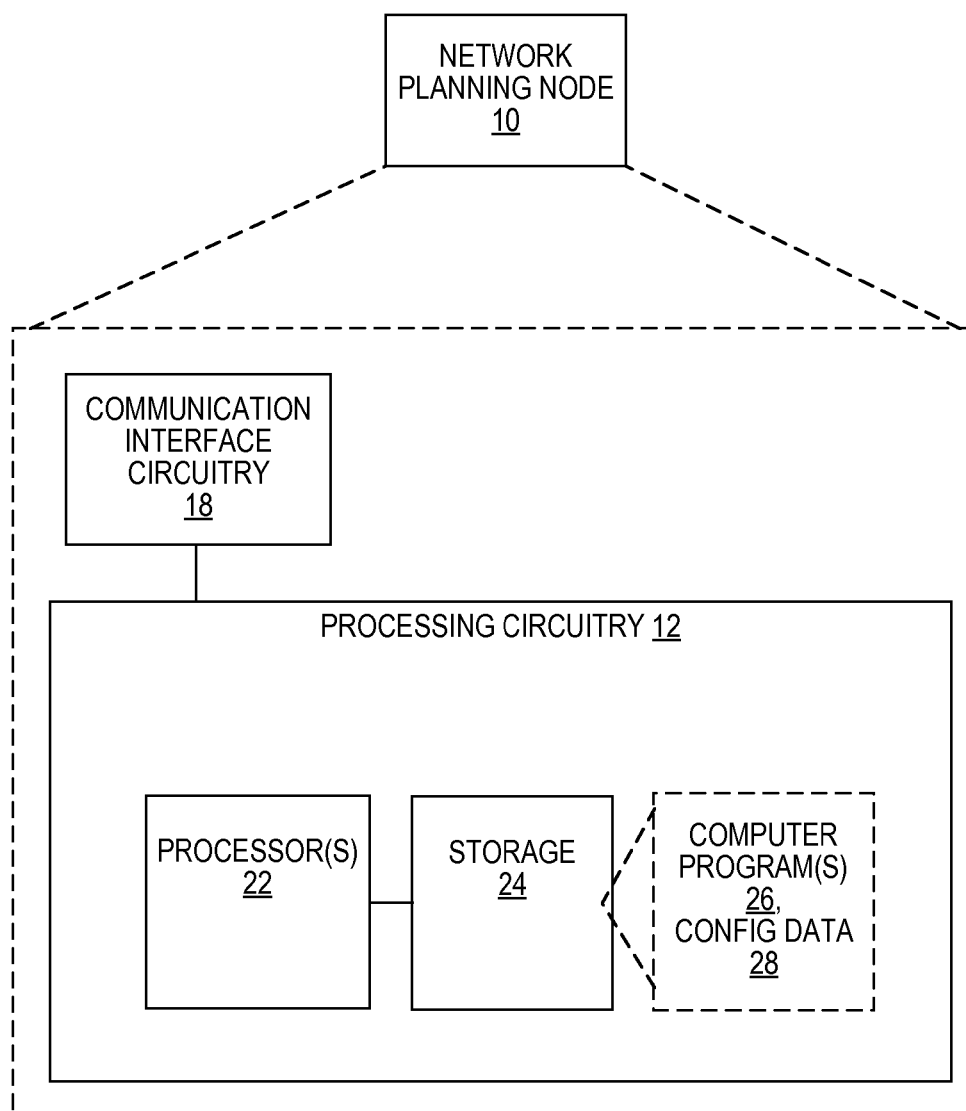 NETWORK
PLANNING NODE
10
COMMUNICATION
INTERFACE
CIRCUITRY
18
PROCESSING CIRCUITRY 12
PROCESSOR(S)
22
STORAGE
24
COMPUTER
PROGRAM(S)
26,
CONFIG DATA
28